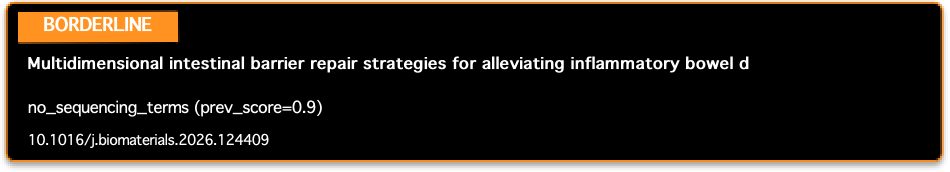 BORDERLINE
Multidimensional intestinal barrier repair strategies for alleviating inflammatory bowel d
no_sequencing_terms (prev_score=0.9)
10.1016/j.biomaterials.2026.124409